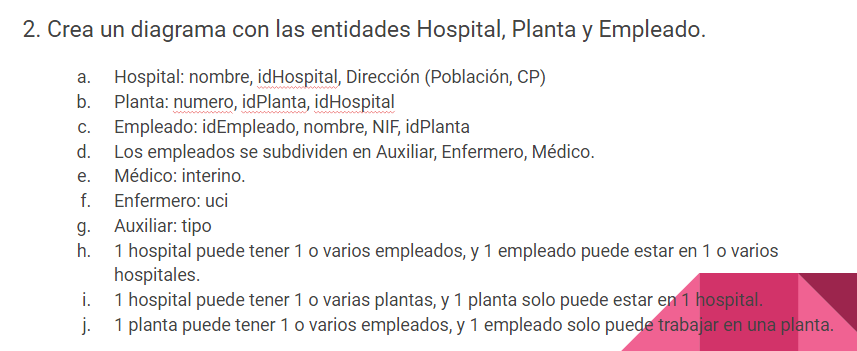 2. Crea un diagrama con las entidades Hospital, Planta y Empleado.
a. Hospital: nombre, idHospital, Dirección (Población, CP)
b. Planta: numero, idPlanta, idHospital
c. Empleado: idEmpleado, nombre, NIF, idPlanta
d. Los empleados se subdividen en Auxiliar, Enfermero, Médico.
e. Médico: interino.
f. Enfermero: uci
g. Auxiliar: tipo
h. 1 hospital puede tener 1 o varios empleados, y 1 empleado puede estar en 1 o varios
hospitales.
i. 1 hospital puede tener 1 o varias plantas, y 1 planta solo puede estar en 1 hospital.
j. 1 planta puede tener 1 o varios empleados, y 1 empleado solo puede trabajar en una planta.